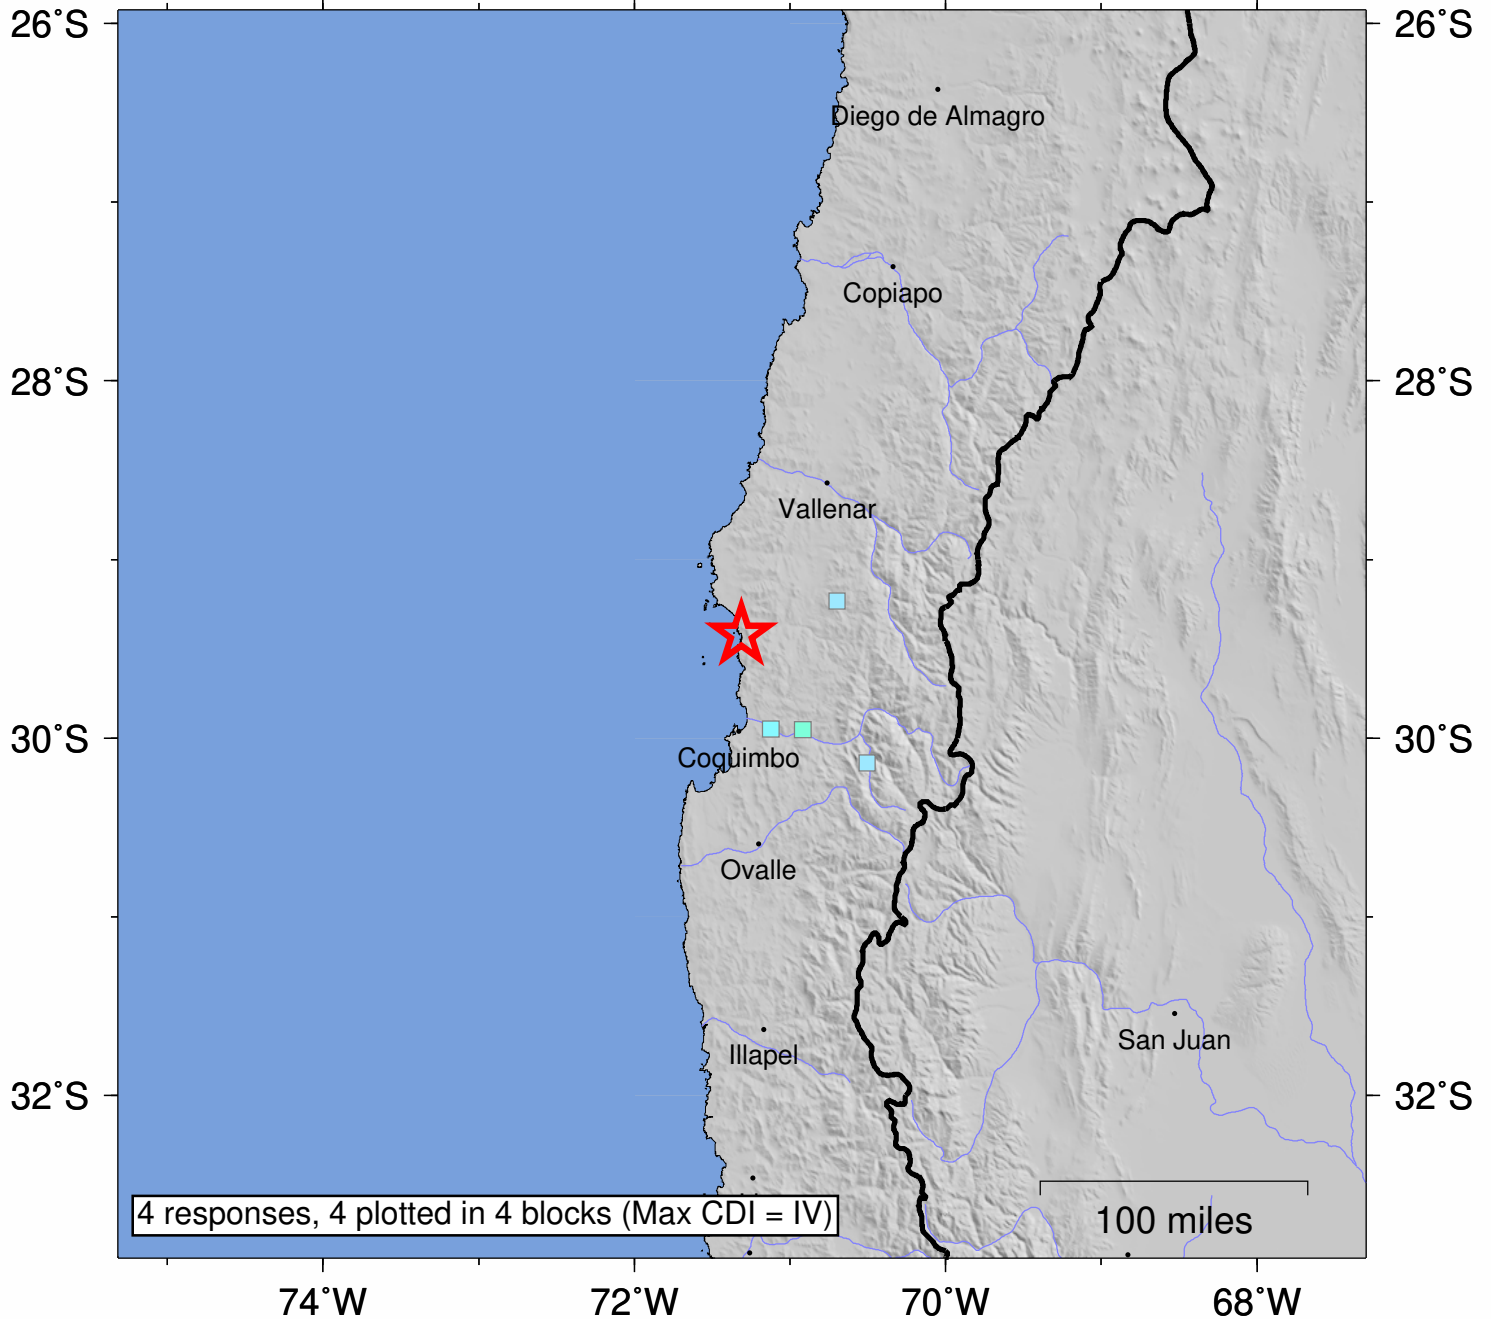 26°S 26°S
Diego de Almagro
Copiapo
28°S 28°S
Vallenar
30°S 30°S
Coquimbo
Ovalle
San Juan
Illapel
32°S 32°S
4 responses, 4 plotted in 4 blocks (Max CDI = IV)
100 miles
74°W 72°W 70°W 68°W